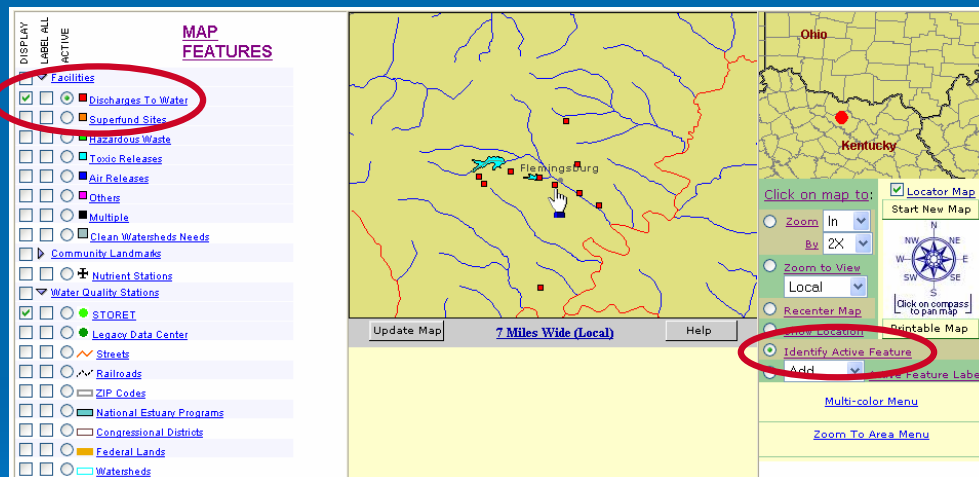 DISPLAY
LABEL ALL
ACTIVE
MAP
FEATURES
Facilities
Discharges To Water
Superfund Sites
Hazardous Waste
Toxic Releases
Air Releases
Others
Multiple
Clean Watersheds Needs
Community Landmarks
Nutrient Stations
Water Quality Stations
STORET
Legacy Data Center
Streets
Railroads
ZIP Codes
National Estuary Programs
Congressional Districts
Federal Lands
Watersheds
Flemingsburg
Update Map
7 Miles Wide (Local)
Help
Ohio
Kentucky
Click on map to:
Zoom In
By 2X
Zoom to View
Local
Recenter Map
Show Location
Identify Active Feature
Add
Feature Labe
Multi-color Menu
Zoom To Area Menu
Locator Map
Start New Map
N
NW NE
W E
SW SE
S
Click on compass
to pan map
Printable Map